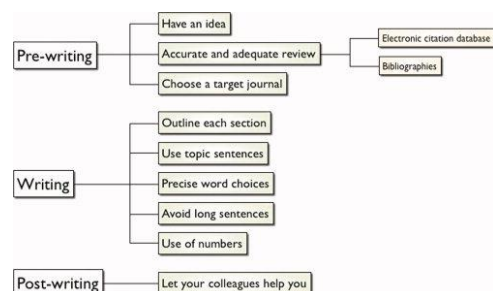 Pre-writing
Have an idea
Accurate and adequate review
Electronic citation database
Bibliographies
Choose a target journal
Writing
Outline each section
Use topic sentences
Precise word choices
Avoid long sentences
Use of numbers
Post-writing
Let your colleagues help you